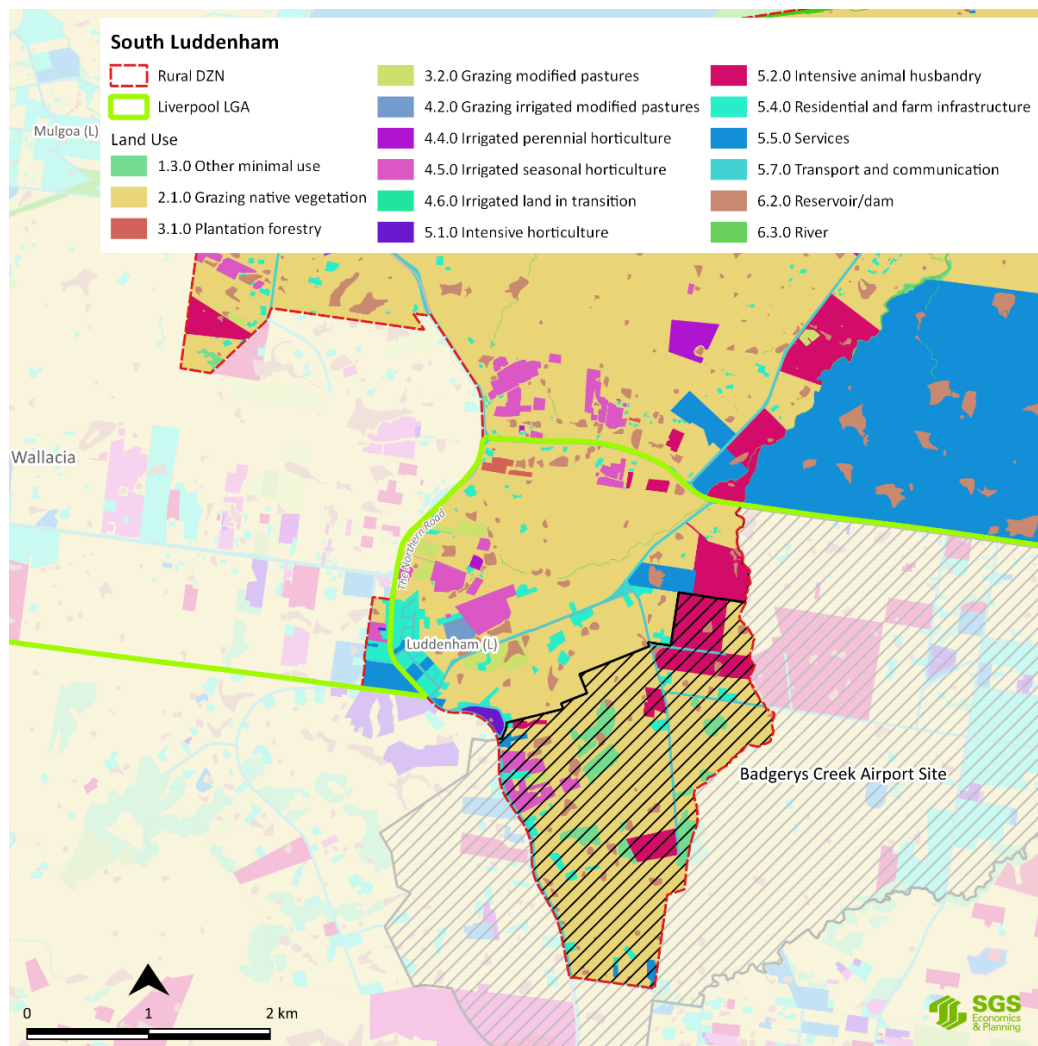 South Luddenham
Rural DZN
Liverpool LGA
Land Use
1.3.0 Other minimal use
2.1.0 Grazing native vegetation
3.1.0 Plantation forestry
3.2.0 Grazing modified pastures
4.2.0 Grazing irrigated modified pastures
4.4.0 Irrigated perennial horticulture
4.5.0 Irrigated seasonal horticulture
4.6.0 Irrigated land in transition
5.1.0 Intensive horticulture
5.2.0 Intensive animal husbandry
5.4.0 Residential and farm infrastructure
5.5.0 Services
5.7.0 Transport and communication
6.2.0 Reservoir/dam
6.3.0 River
Mulgoa (L)
Wallacia
The Northern Road
Luddenham (L)
Badgerys Creek Airport Site
0 1 2 km
SGS
Economics
& Planning